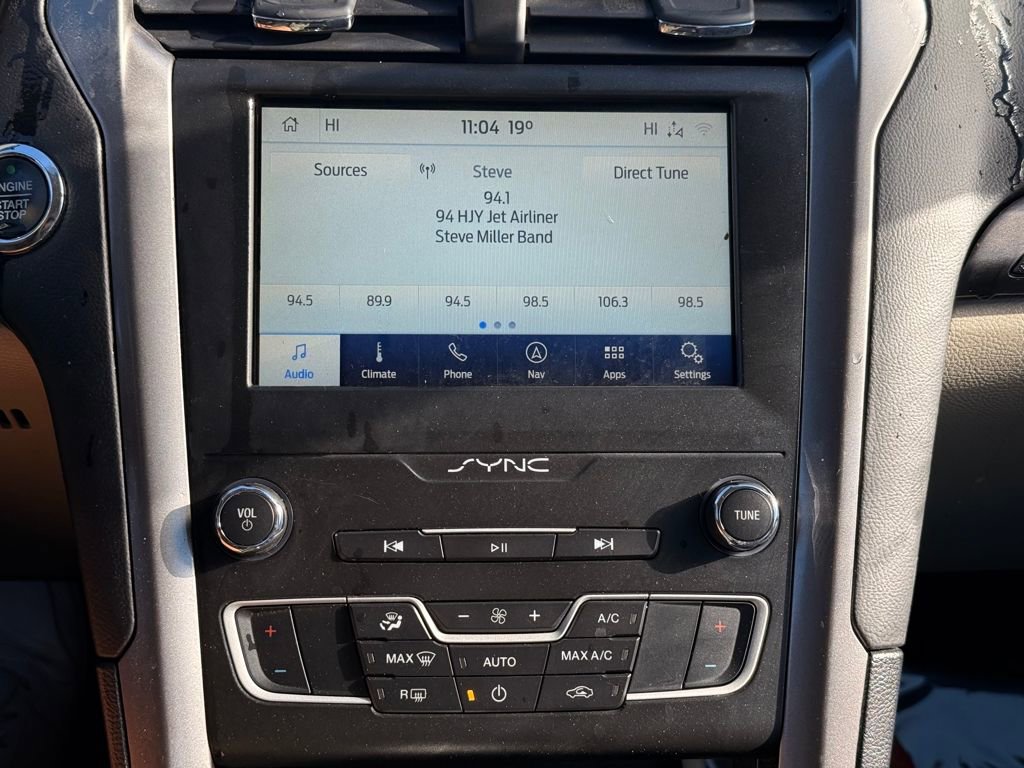 HI 11:04 19° HI
Sources Steve Direct Tune
94.1
94 HJY Jet Airliner
Steve Miller Band
94.5 89.9 94.5 98.5 106.3 98.5
Audio Climate Phone Nav Apps Settings
ENGINE
START
STOP
SYNC
VOL
TUNE
A/C
MAX
AUTO
MAX A/C
R